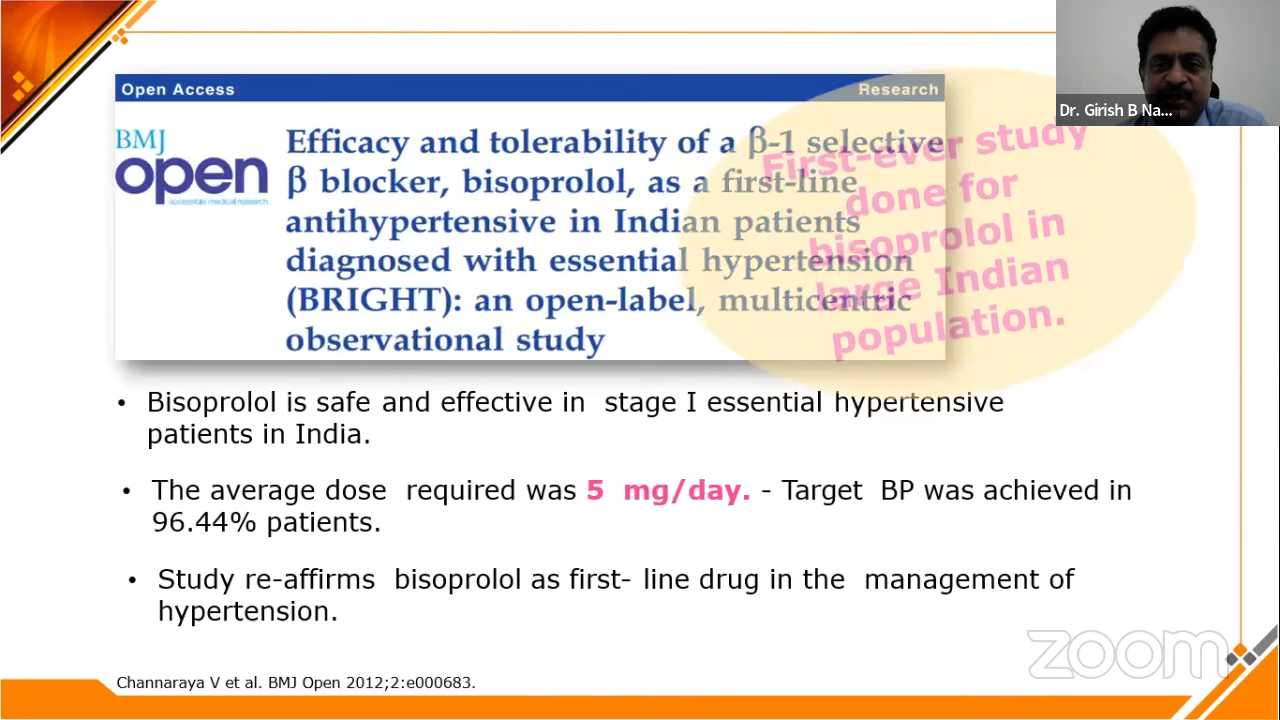 Dr. Girish B Na...
Open Access
Research
BMJ
open
accessible medical research
Efficacy and tolerability of a β-1 selective
β blocker, bisoprolol, as a first-line
antihypertensive in Indian patients
diagnosed with essential hypertension
(BRIGHT): an open-label, multicentric
observational study
First-ever study
done for
bisoprolol in
large Indian
population.
• Bisoprolol is safe and effective in stage I essential hypertensive
patients in India.
• The average dose required was 5 mg/day. - Target BP was achieved in
96.44% patients.
• Study re-affirms bisoprolol as first- line drug in the management of
hypertension.
zoom
Channaraya V et al. BMJ Open 2012;2:e000683.